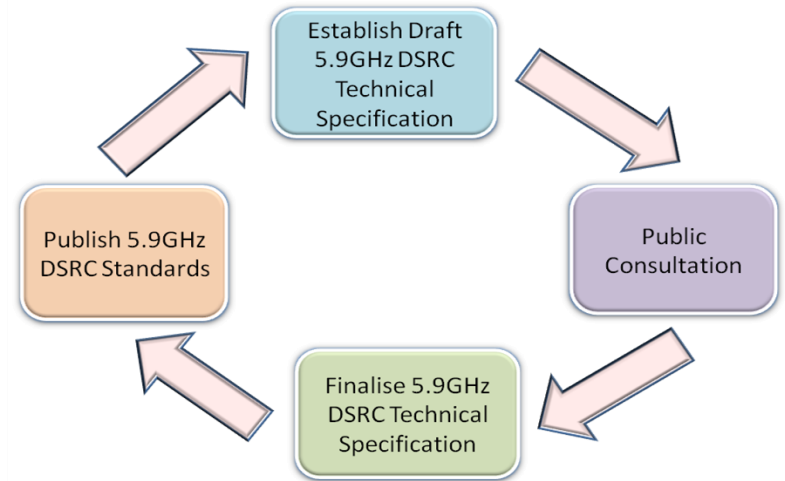 Establish Draft
5.9GHz DSRC
Technical
Specification
Public
Consultation
Finalise 5.9GHz
DSRC Technical
Specification
Publish 5.9GHz
DSRC Standards